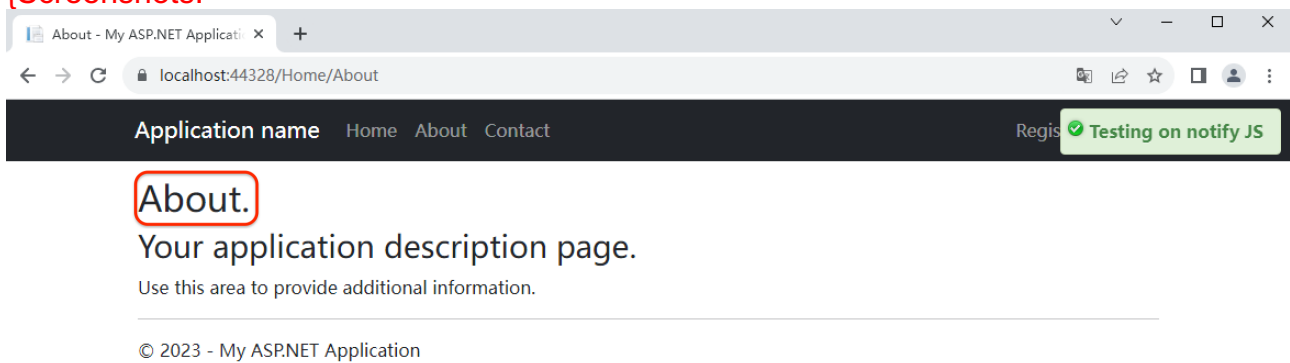 {Screenshots:
About - My ASP.NET Applicati
localhost:44328/Home/About
Application name Home About Contact Regis Testing on notify JS
About.
Your application description page.
Use this area to provide additional information.
© 2023 - My ASP.NET Application